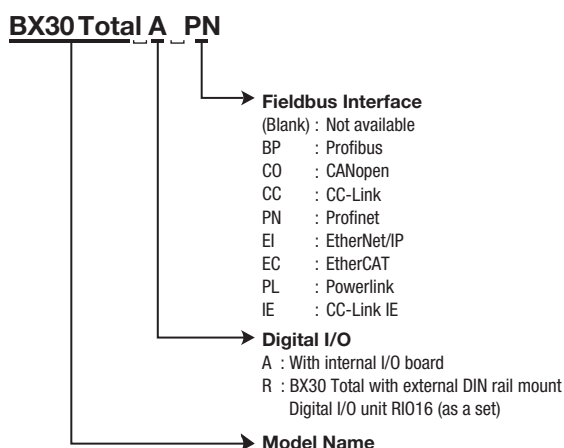 BX30 Total␣A␣PN
Fieldbus Interface
(Blank) : Not available
BP : Profibus
CO : CANopen
CC : CC-Link
PN : Profinet
EI : EtherNet/IP
EC : EtherCAT
PL : Powerlink
IE : CC-Link IE
Digital I/O
A : With internal I/O board
R : BX30 Total with external DIN rail mount
Digital I/O unit RIO16 (as a set)
Model Name